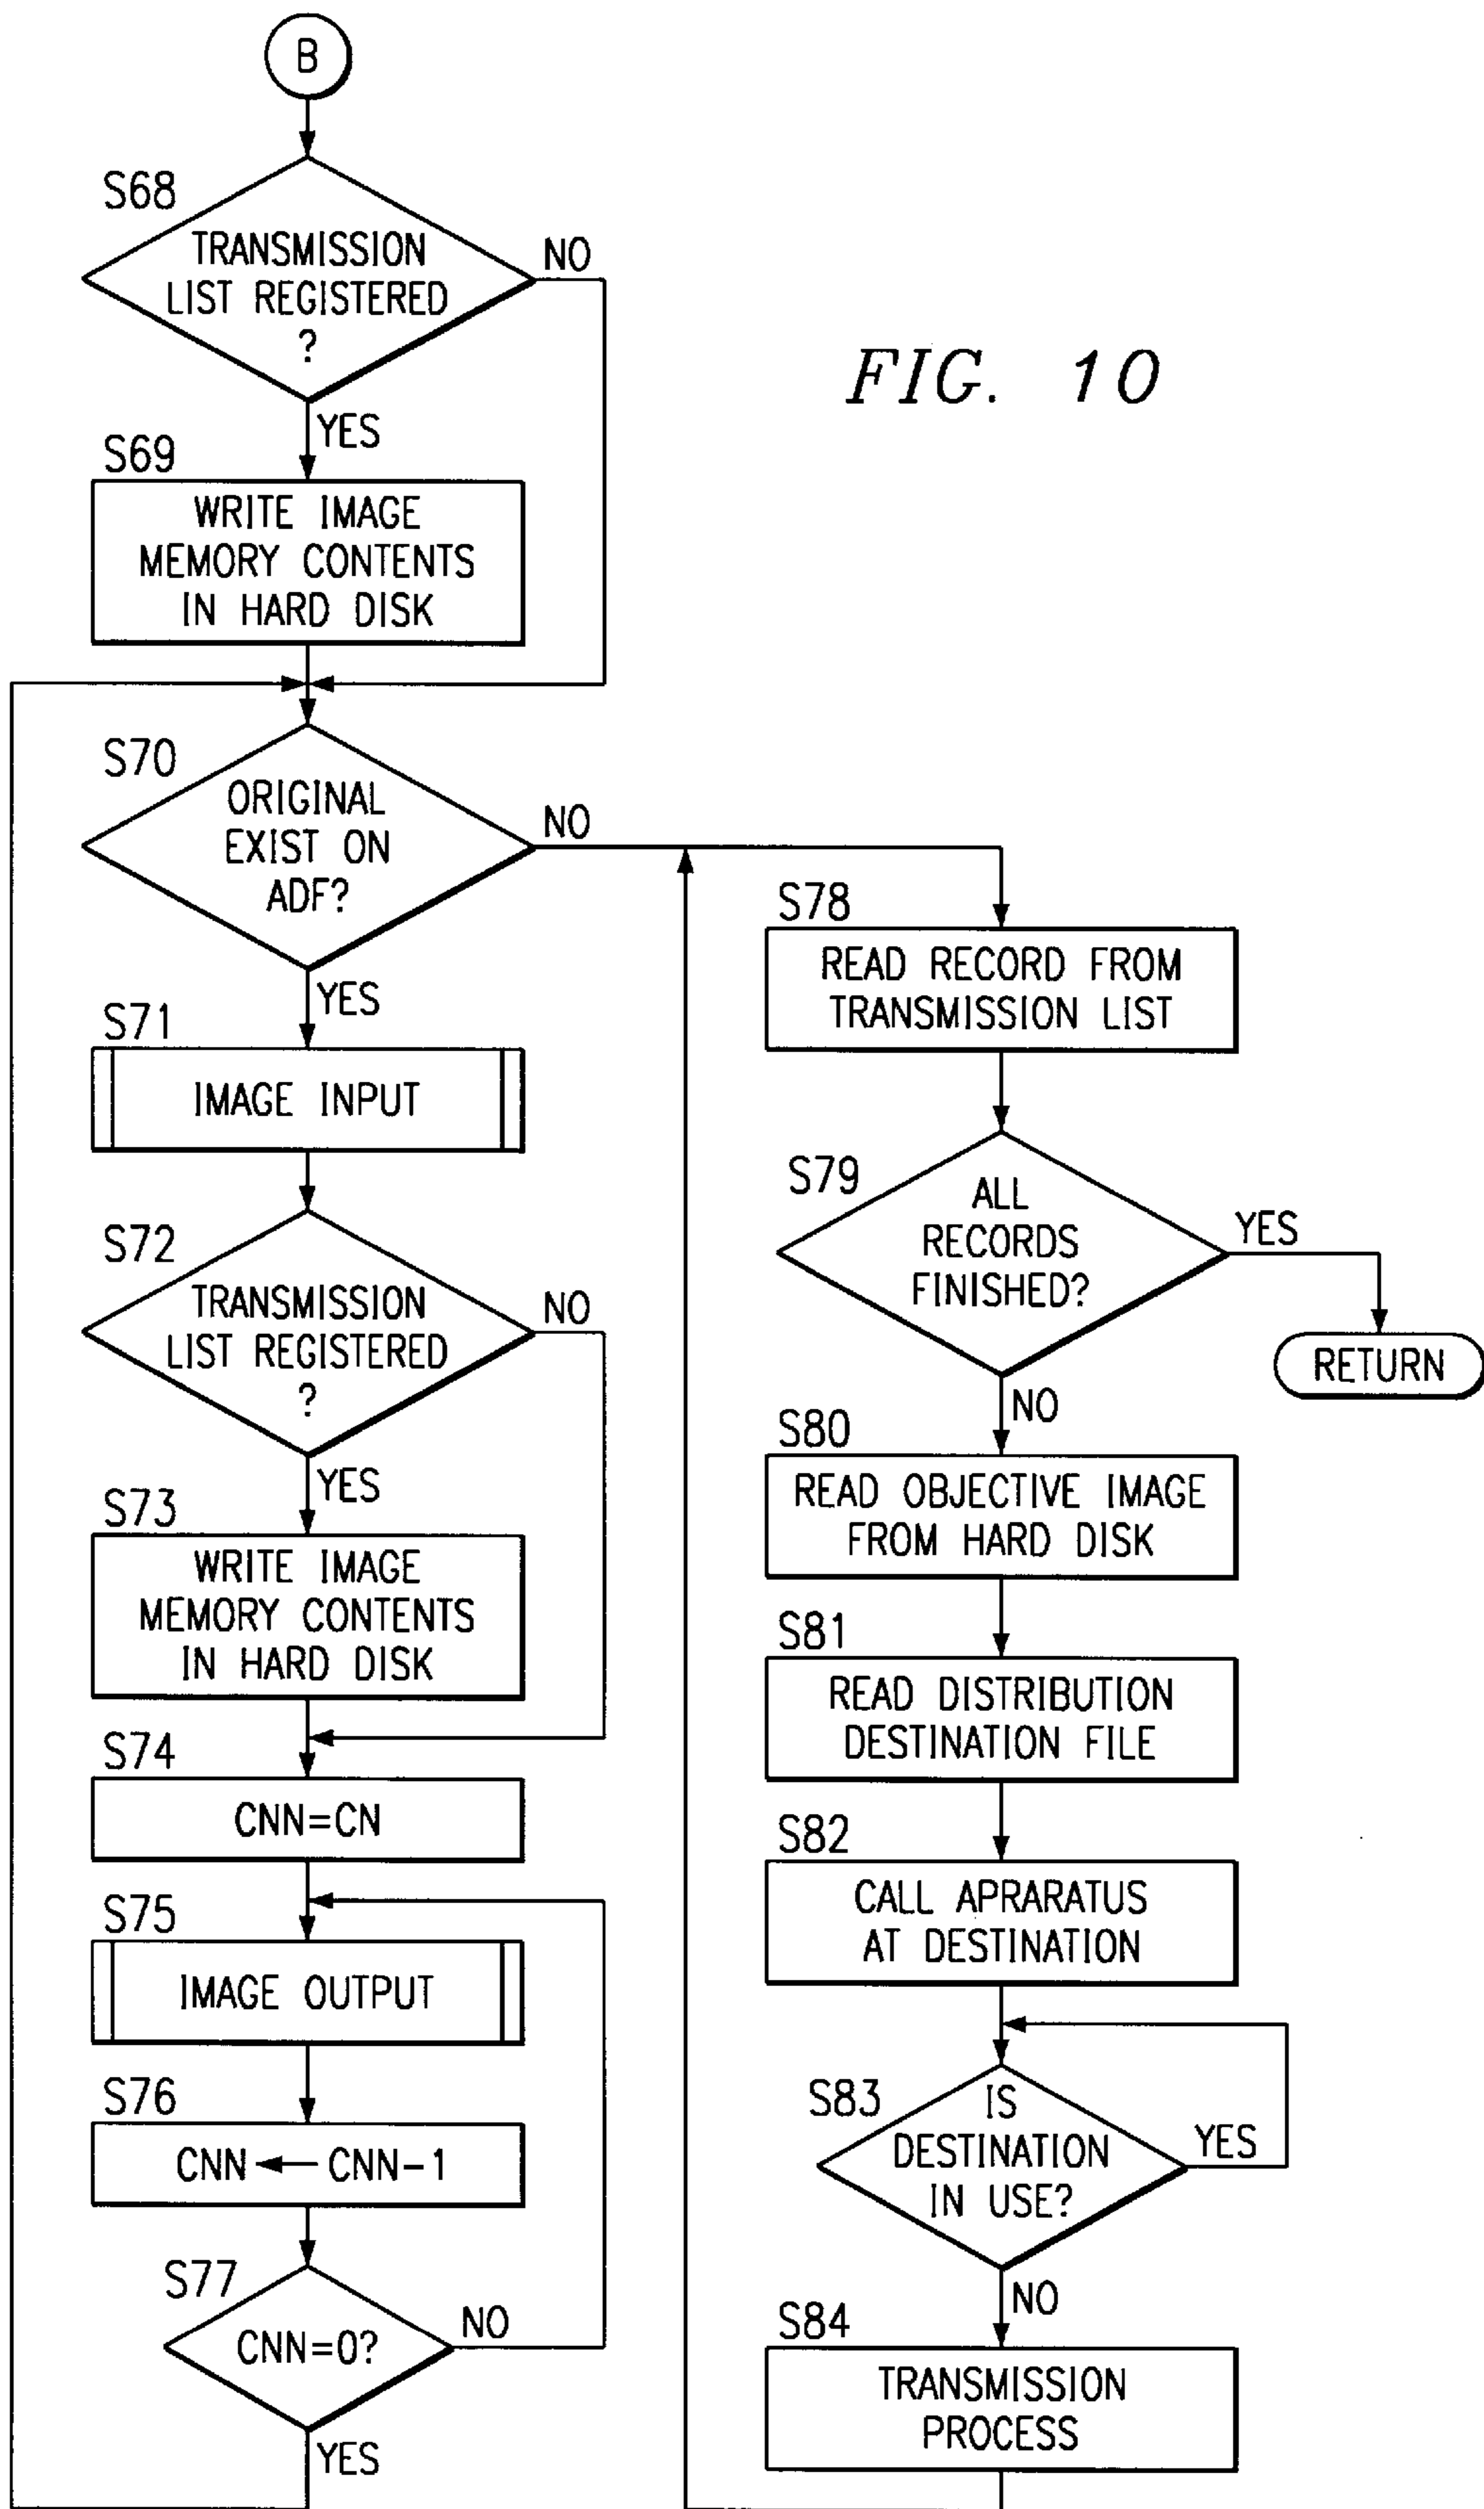 B
S68
TRANSMISSION
LIST REGISTERED
?
NO
YES
S69
WRITE IMAGE
MEMORY CONTENTS
IN HARD DISK
FIG. 10
S70
ORIGINAL
EXIST ON
ADF?
NO
YES
S71
IMAGE INPUT
S72
TRANSMISSION
LIST REGISTERED
?
NO
YES
S73
WRITE IMAGE
MEMORY CONTENTS
IN HARD DISK
S74
CNN=CN
S75
IMAGE OUTPUT
S76
CNN ← CNN-1
S77
CNN=0?
NO
YES
S78
READ RECORD FROM
TRANSMISSION LIST
S79
ALL
RECORDS
FINISHED?
YES
RETURN
NO
S80
READ OBJECTIVE IMAGE
FROM HARD DISK
S81
READ DISTRIBUTION
DESTINATION FILE
S82
CALL APRARATUS
AT DESTINATION
S83
IS
DESTINATION
IN USE?
YES
NO
S84
TRANSMISSION
PROCESS